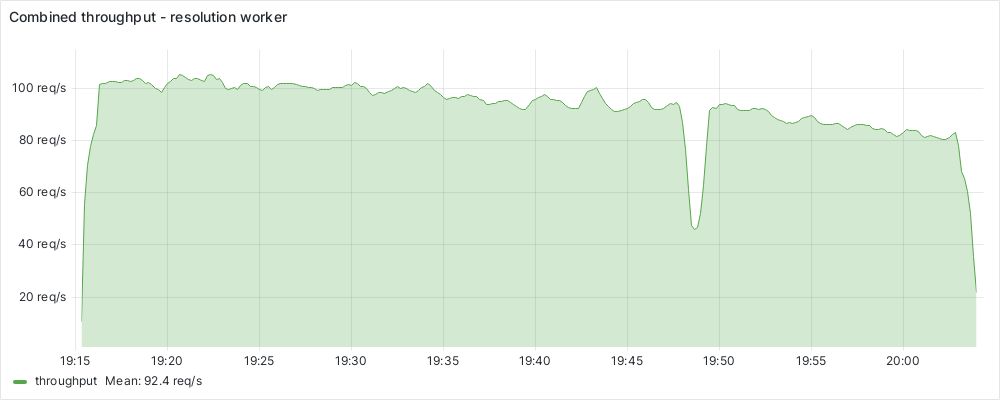 Combined throughput - resolution worker
100 req/s
80 req/s
60 req/s
40 req/s
20 req/s
19:15 19:20 19:25 19:30 19:35 19:40 19:45 19:50 19:55 20:00
throughput Mean: 92.4 req/s